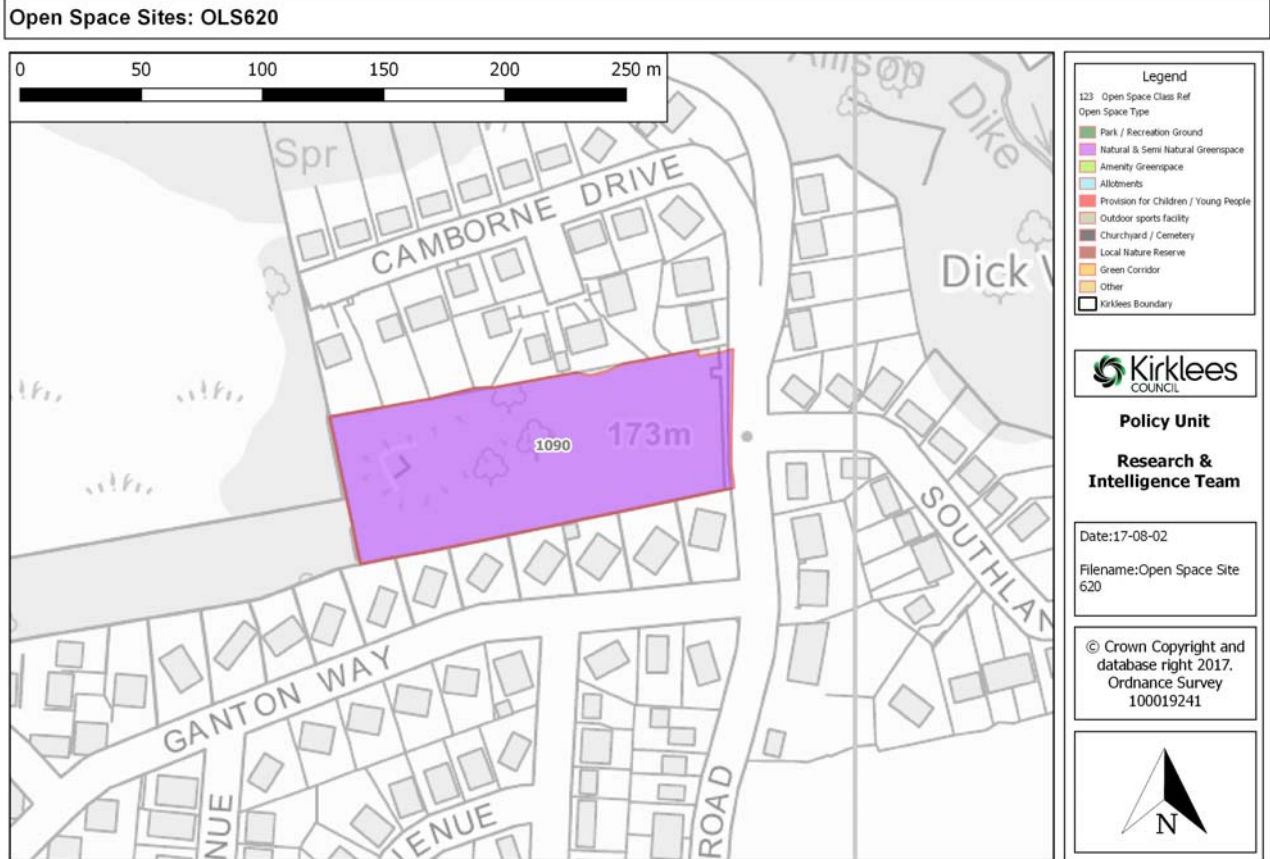 Open Space Sites: OLS620
0 50 100 150 200 250 m
Spr
Allison
Dike
CAMBORNE DRIVE
Dick
1090
173m
SOUTHLAN
GANTON WAY
NUE
ENUE
ROAD
Legend
123 Open Space Class Ref
Open Space Type
Park / Recreation Ground
Natural & Semi Natural Greenspace
Amenity Greenspace
Allotments
Provision for Children / Young People
Outdoor sports facility
Churchyard / Cemetery
Local Nature Reserve
Green Corridor
Other
Kirklees Boundary
Kirklees
COUNCIL
Policy Unit
Research &
Intelligence Team
Date:17-08-02
Filename:Open Space Site
620
© Crown Copyright and
database right 2017.
Ordnance Survey
100019241
N